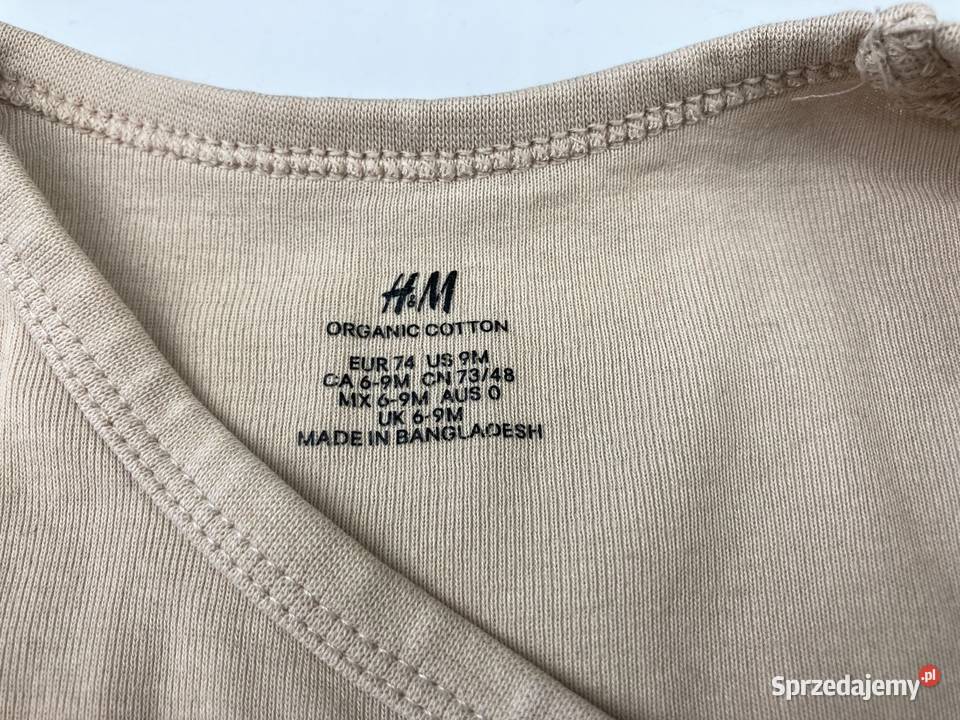 H&M
ORGANIC COTTON
EUR 74 US 9M
CA 6-9M CN 73/48
MX 6-9M AUS 0
UK 6-9M
MADE IN BANGLADESH
Sprzedajemy.pl